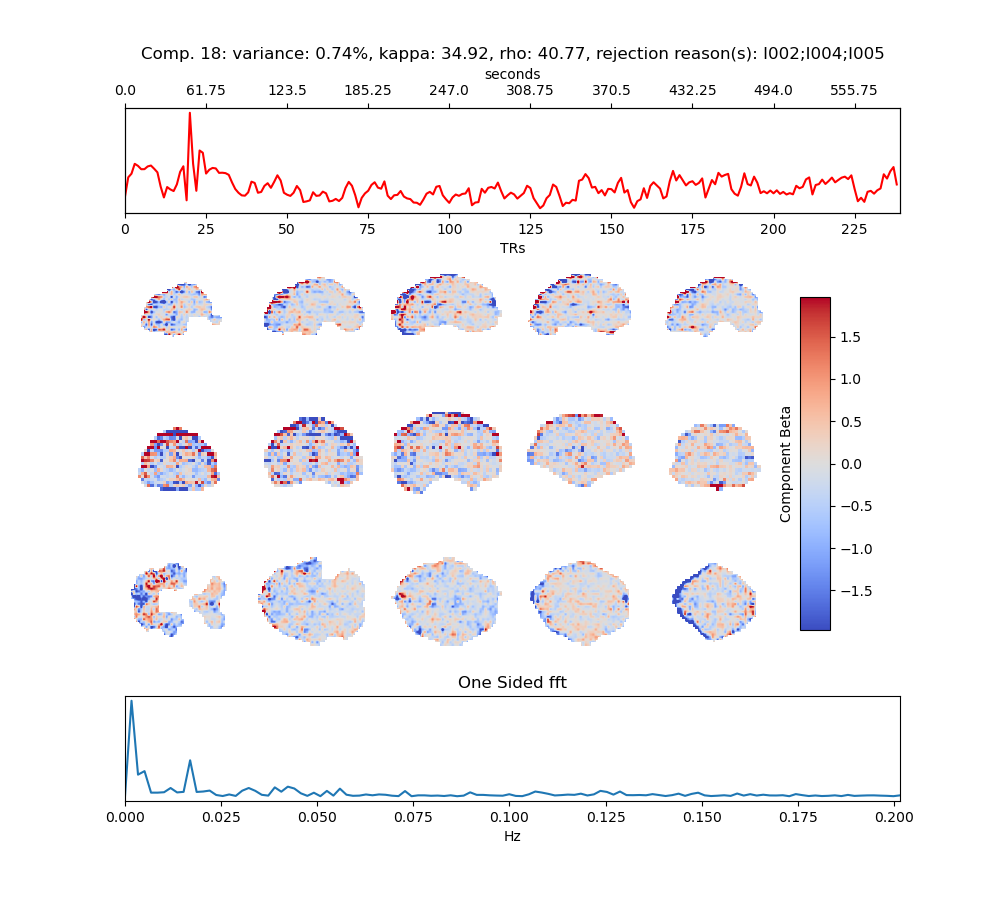 Comp. 18: variance: 0.74%, kappa: 34.92, rho: 40.77, rejection reason(s): I002;I004;I005
seconds
0.0 61.75 123.5 185.25 247.0 308.75 370.5 432.25 494.0 555.75
0 25 50 75 100 125 150 175 200 225
TRs
1.5
1.0
0.5
0.0
−0.5
−1.0
−1.5
Component Beta
One Sided fft
0.000 0.025 0.050 0.075 0.100 0.125 0.150 0.175 0.200
Hz